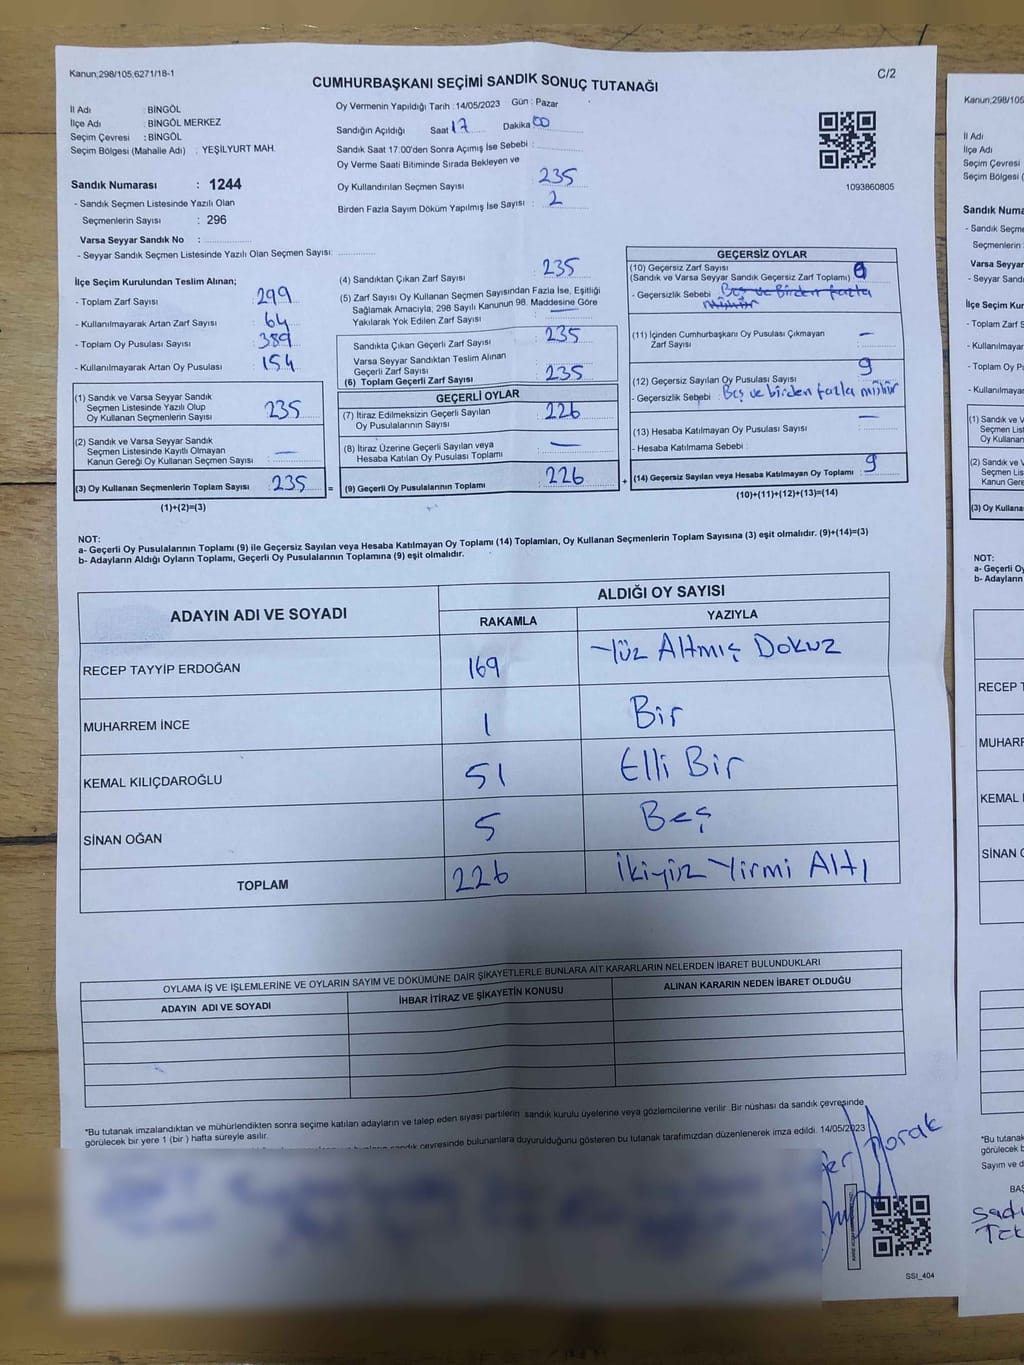 Kanun;298/105,6271/18-1
C/2
CUMHURBAŞKANI SEÇİMİ SANDIK SONUÇ TUTANAĞI
İl Adı : BİNGÖL
İlçe Adı : BİNGÖL MERKEZ
Seçim Çevresi : BİNGÖL
Seçim Bölgesi (Mahalle Adı) : YEŞİLYURT MAH.
Oy Vermenin Yapıldığı Tarih :14/05/2023 Gün : Pazar
Sandığın Açıldığı Saat 17 Dakika 00
Sandık Saat 17:00'den Sonra Açımış İse Sebebi :
Oy Verme Saati Bitiminde Sırada Bekleyen ve
Oy Kullandırılan Seçmen Sayısı : 235
Birden Fazla Sayım Döküm Yapılmış İse Sayısı : 2
1093860805
Sandık Numarası : 1244
- Sandık Seçmen Listesinde Yazılı Olan
Seçmenlerin Sayısı : 296
Varsa Seyyar Sandık No :
- Seyyar Sandık Seçmen Listesinde Yazılı Olan Seçmen Sayısı:
İlçe Seçim Kurulundan Teslim Alınan;
- Toplam Zarf Sayısı : 299
- Kullanılmayarak Artan Zarf Sayısı : 64
- Toplam Oy Pusulası Sayısı : 389
- Kullanılmayarak Artan Oy Pusulası : 154
(1) Sandık ve Varsa Seyyar Sandık
Seçmen Listesinde Yazılı Olup
Oy Kullanan Seçmenlerin Sayısı : 235
(2) Sandık ve Varsa Seyyar Sandık
Seçmen Listesinde Kayıtlı Olmayan
Kanun Gereği Oy Kullanan Seçmen Sayısı : —
(3) Oy Kullanan Seçmenlerin Toplam Sayısı : 235 =
(1)+(2)=(3)
(4) Sandıktan Çıkan Zarf Sayısı : 235
(5) Zarf Sayısı Oy Kullanan Seçmen Sayısından Fazla İse, Eşitliği
Sağlamak Amacıyla; 298 Sayılı Kanunun 98. Maddesine Göre
Yakılarak Yok Edilen Zarf Sayısı : —
Sandıkta Çıkan Geçerli Zarf Sayısı : 235
Varsa Seyyar Sandıktan Teslim Alınan
Geçerli Zarf Sayısı
(6) Toplam Geçerli Zarf Sayısı : 235
GEÇERLİ OYLAR
(7) İtiraz Edilmeksizin Geçerli Sayılan
Oy Pusulalarının Sayısı : 226
(8) İtiraz Üzerine Geçerli Sayılan veya
Hesaba Katılan Oy Pusulası Toplamı : —
(9) Geçerli Oy Pusulalarının Toplamı : 226 +
GEÇERSİZ OYLAR
(10) Geçersiz Zarf Sayısı
(Sandık ve Varsa Seyyar Sandık Geçersiz Zarf Toplamı) :
- Geçersizlik Sebebi : Beş ve Birden fazla
mühür
(11) İçinden Cumhurbaşkanı Oy Pusulası Çıkmayan
Zarf Sayısı : —
(12) Geçersiz Sayılan Oy Pusulası Sayısı : 9
- Geçersizlik Sebebi : Beş ve birden fazla mühür
(13) Hesaba Katılmayan Oy Pusulası Sayısı : —
- Hesaba Katılmama Sebebi :
(14) Geçersiz Sayılan veya Hesaba Katılmayan Oy Toplamı : 9
(10)+(11)+(12)+(13)=(14)
NOT:
a- Geçerli Oy Pusulalarının Toplamı (9) ile Geçersiz Sayılan veya Hesaba Katılmayan Oy Toplamı (14) Toplamları, Oy Kullanan Seçmenlerin Toplam Sayısına (3) eşit olmalıdır. (9)+(14)=(3)
b- Adayların Aldığı Oyların Toplamı, Geçerli Oy Pusulalarının Toplamına (9) eşit olmalıdır.
ADAYIN ADI VE SOYADI
ALDIĞI OY SAYISI
RAKAMLA YAZIYLA
RECEP TAYYİP ERDOĞAN 169 Yüz Altmış Dokuz
MUHARREM İNCE 1 Bir
KEMAL KILIÇDAROĞLU 51 Elli Bir
SİNAN OĞAN 5 Beş
TOPLAM 226 İkiyüz Yirmi Altı
OYLAMA İŞ VE İŞLEMLERİNE VE OYLARIN SAYIM VE DÖKÜMÜNE DAİR ŞİKAYETLERLE BUNLARA AİT KARARLARIN NELERDEN İBARET BULUNDUKLARI
ADAYIN ADI VE SOYADI İHBAR İTİRAZ VE ŞİKAYETİN KONUSU ALINAN KARARIN NEDEN İBARET OLDUĞU
*Bu tutanak imzalandıktan ve mühürlendikten sonra seçime katılan adayların ve talep eden siyasi partilerin sandık kurulu üyelerine veya gözlemcilerine verilir. Bir nüshası da sandık çevresinde
görülecek bir yere 1 (bir ) hafta süreyle asılır.
sandık çevresinde bulunanlara duyurulduğunu gösteren bu tutanak tarafımızdan düzenlenerek imza edildi. 14/05/2023
SSI_404
Kanun;298/105
İl Adı
İlçe Adı
Seçim Çevresi
Seçim Bölgesi
Sandık Numa
- Sandık Seçme
Seçmenlerin
Varsa Seyyar
- Seyyar Sandı
İlçe Seçim Kur
- Toplam Zarf
- Kullanılmayar
- Toplam Oy P
- Kullanılmaya
(1) Sandık ve V
Seçmen List
Oy Kullanan
(2) Sandık ve V
Seçmen Lis
Kanun Gere
(3) Oy Kullana
NOT:
a- Geçerli Oy
b- Adayların
RECEP T
MUHARR
KEMAL
SİNAN
*Bu tutanak
görülecek b
Sayım ve d